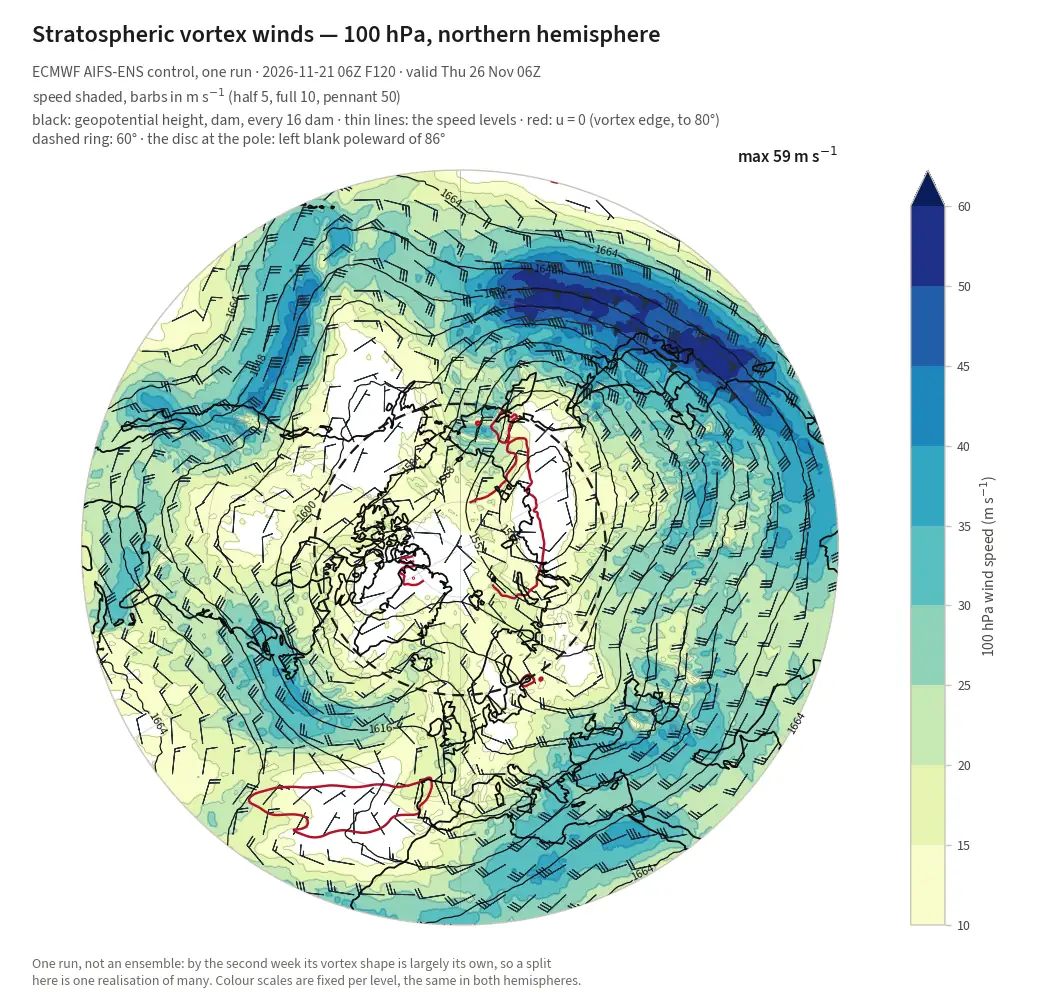 Stratospheric vortex winds — 100 hPa, northern hemisphere
ECMWF AIFS-ENS control, one run · 2026-11-21 06Z F120 · valid Thu 26 Nov 06Z
speed shaded, barbs in m s⁻¹ (half 5, full 10, pennant 50)
black: geopotential height, dam, every 16 dam · thin lines: the speed levels · red: u = 0 (vortex edge, to 80°)
dashed ring: 60° · the disc at the pole: left blank poleward of 86°
max 59 m s⁻¹
1664
1664
1648
1664
1600
1616
1664
1664
1664
60
50
45
40
35
30
25
20
15
10
100 hPa wind speed (m s⁻¹)
One run, not an ensemble: by the second week its vortex shape is largely its own, so a split
here is one realisation of many. Colour scales are fixed per level, the same in both hemispheres.